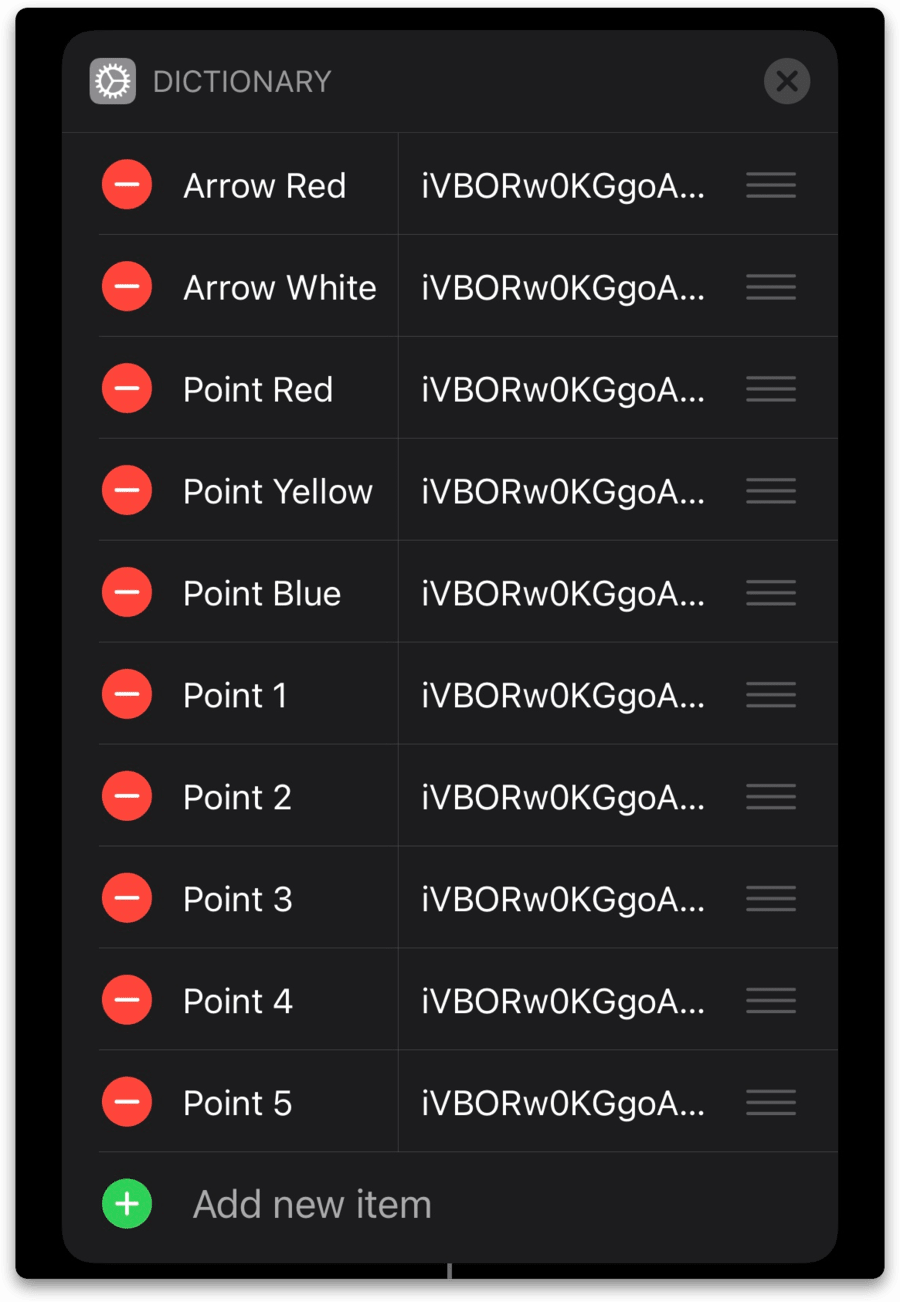 DICTIONARY
Arrow Red iVBORw0KGgoA...
Arrow White iVBORw0KGgoA...
Point Red iVBORw0KGgoA...
Point Yellow iVBORw0KGgoA...
Point Blue iVBORw0KGgoA...
Point 1 iVBORw0KGgoA...
Point 2 iVBORw0KGgoA...
Point 3 iVBORw0KGgoA...
Point 4 iVBORw0KGgoA...
Point 5 iVBORw0KGgoA...
Add new item